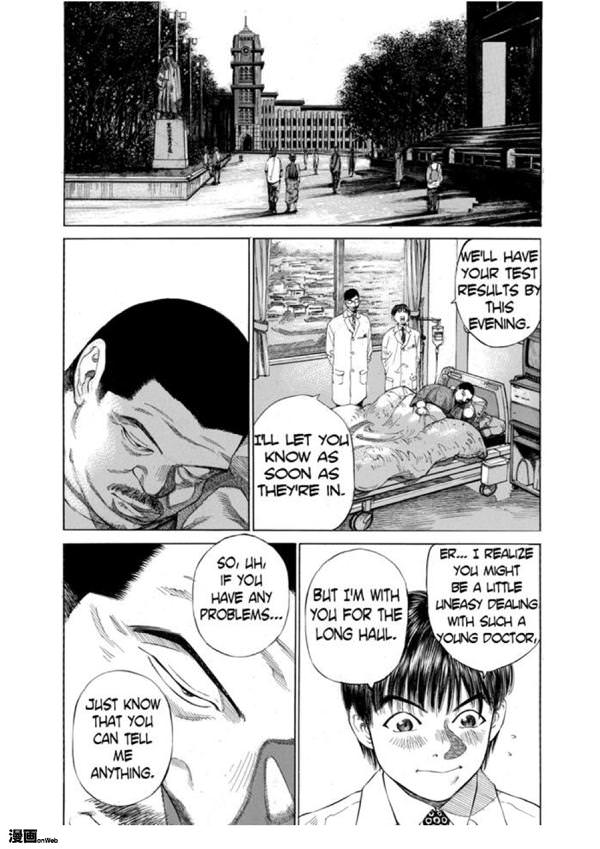 WE'LL HAVE
YOUR TEST
RESULTS BY
THIS
EVENING.
I'LL LET YOU
KNOW AS
SOON AS
THEY'RE IN.
ER... I REALIZE
YOU MIGHT
BE A LITTLE
UNEASY DEALING
WITH SUCH A
YOUNG DOCTOR,
BUT I'M WITH
YOU FOR THE
LONG HAUL.
SO, UH,
IF YOU
HAVE ANY
PROBLEMS...
JUST KNOW
THAT YOU
CAN TELL
ME
ANYTHING.
漫画onWeb